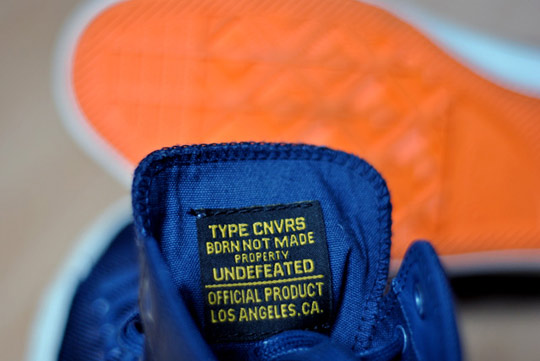 TYPE CNVRS
BDRN NOT MADE
PROPERTY
UNDEFEATED
OFFICIAL PRODUCT
LOS ANGELES, CA.